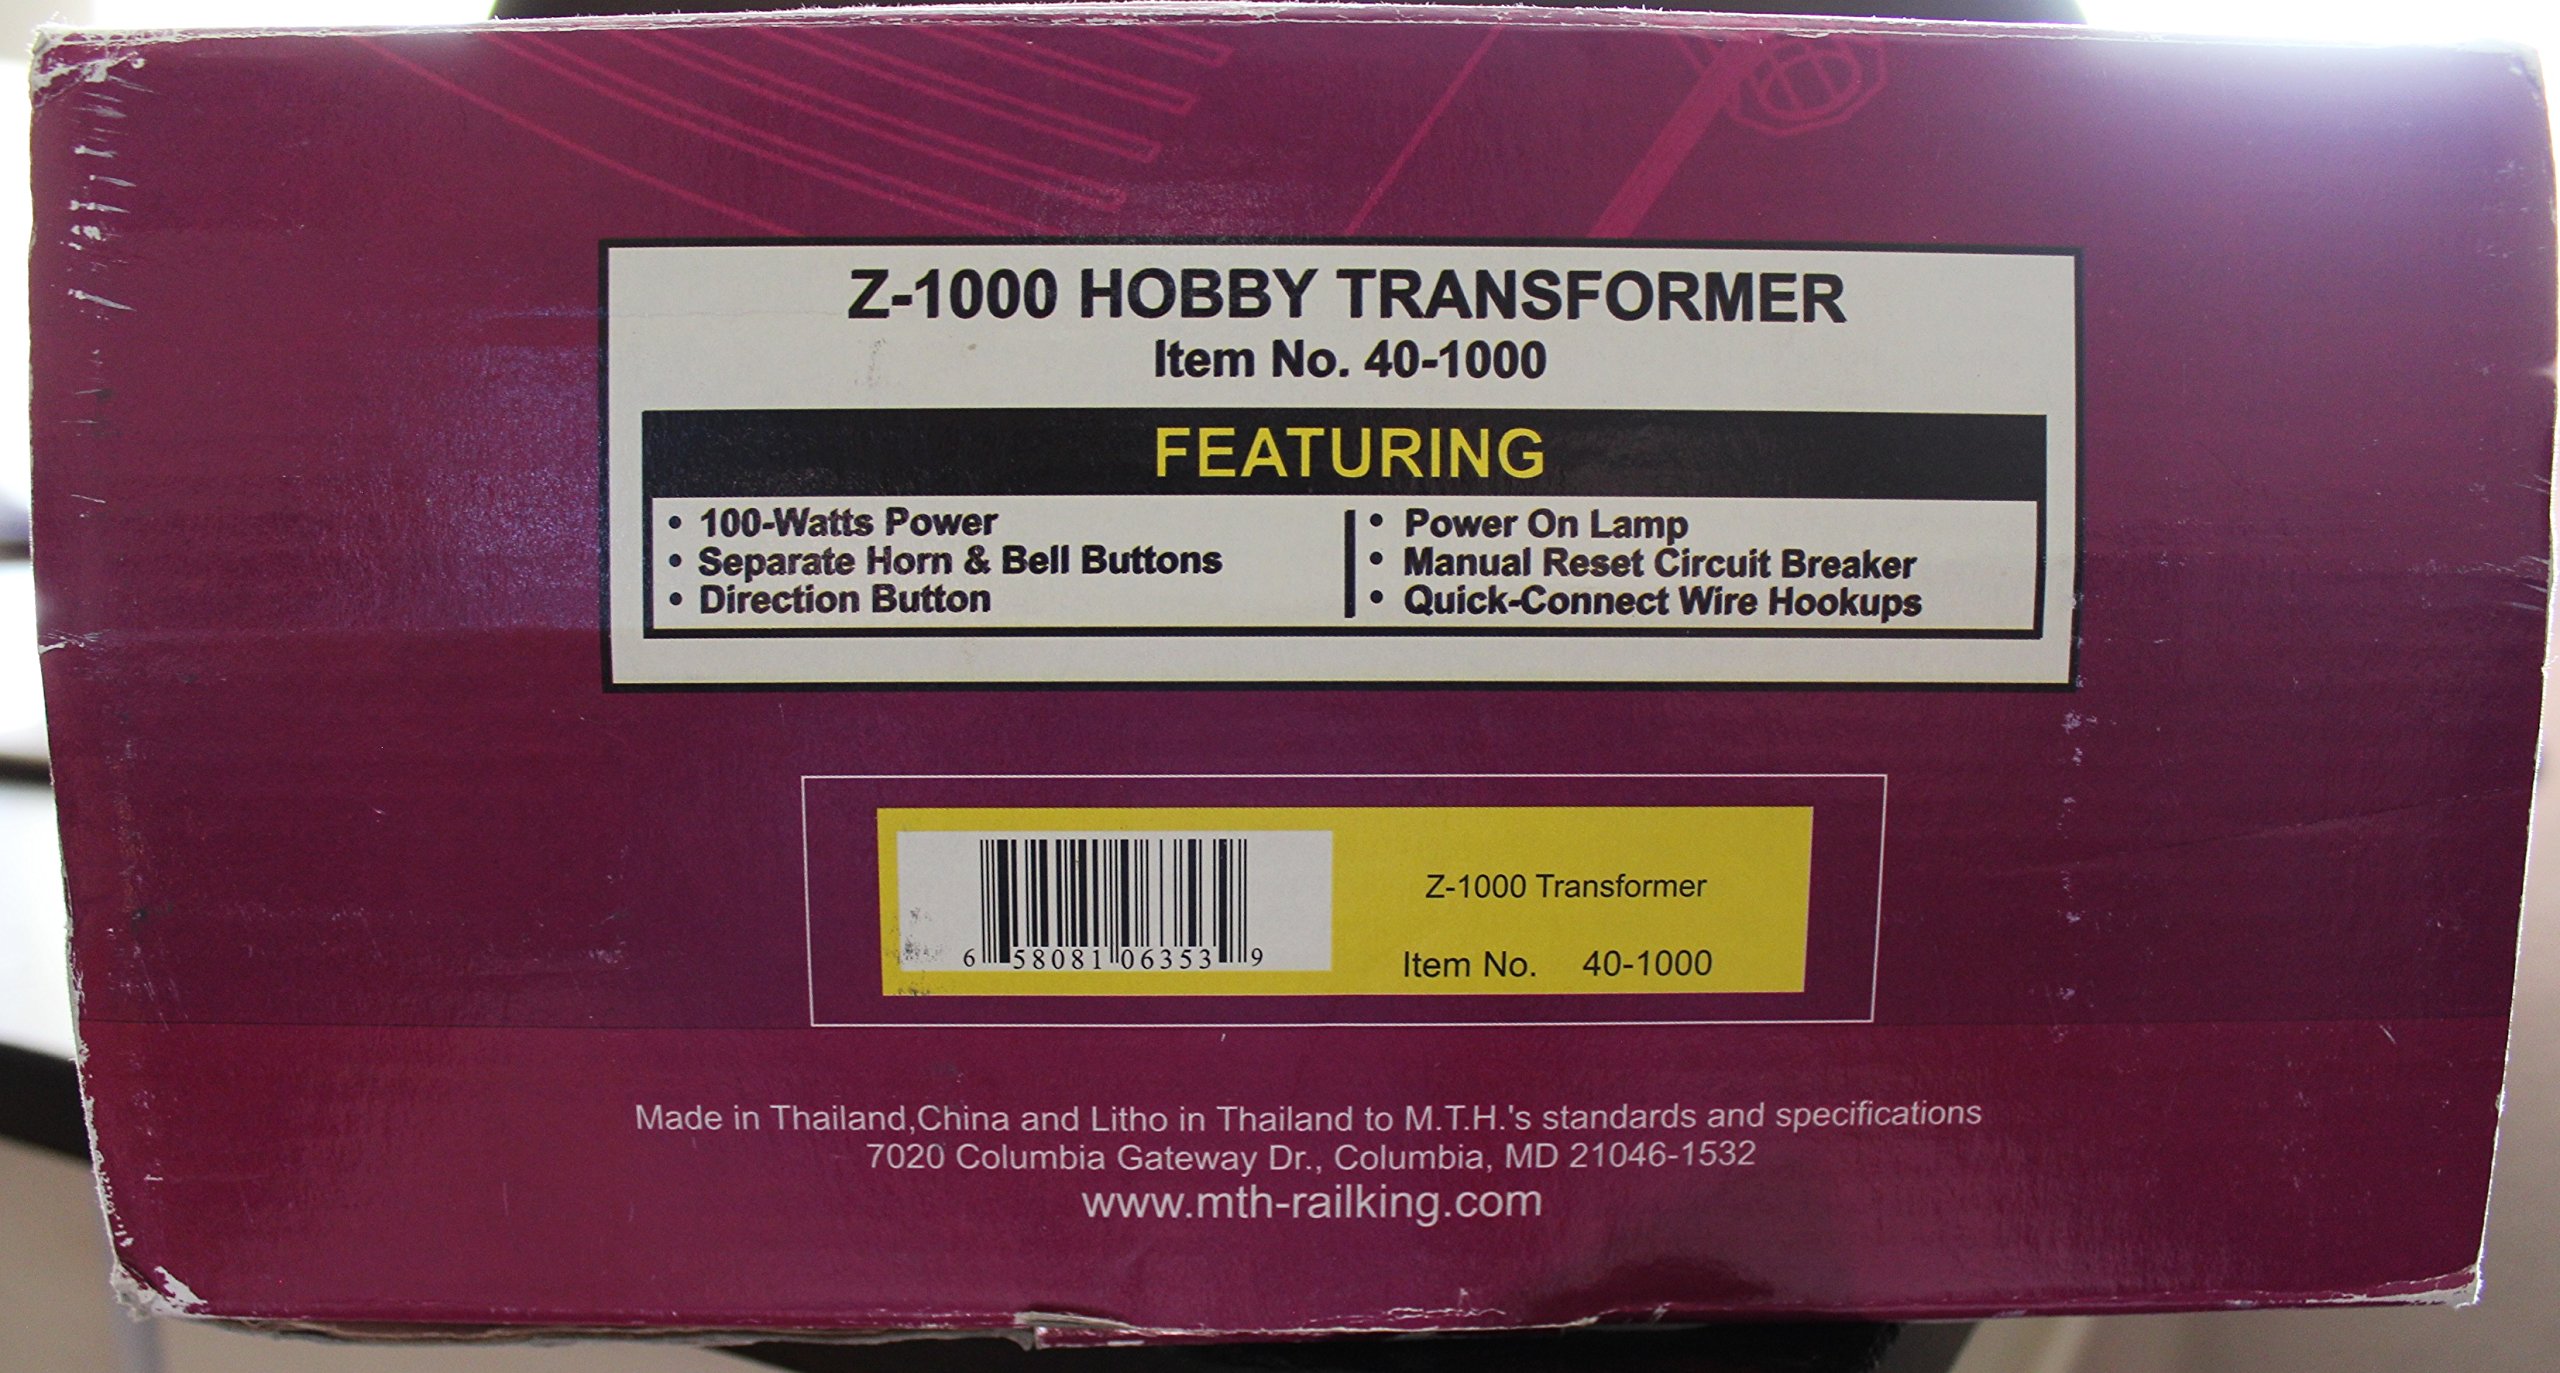 Z-1000 HOBBY TRANSFORMER
Item No. 40-1000
FEATURING
• 100-Watts Power
• Separate Horn & Bell Buttons
• Direction Button
• Power On Lamp
• Manual Reset Circuit Breaker
• Quick-Connect Wire Hookups
Z-1000 Transformer
Item No. 40-1000
6 58081 06353 9
Made in Thailand,China and Litho in Thailand to M.T.H.'s standards and specifications
7020 Columbia Gateway Dr., Columbia, MD 21046-1532
www.mth-railking.com